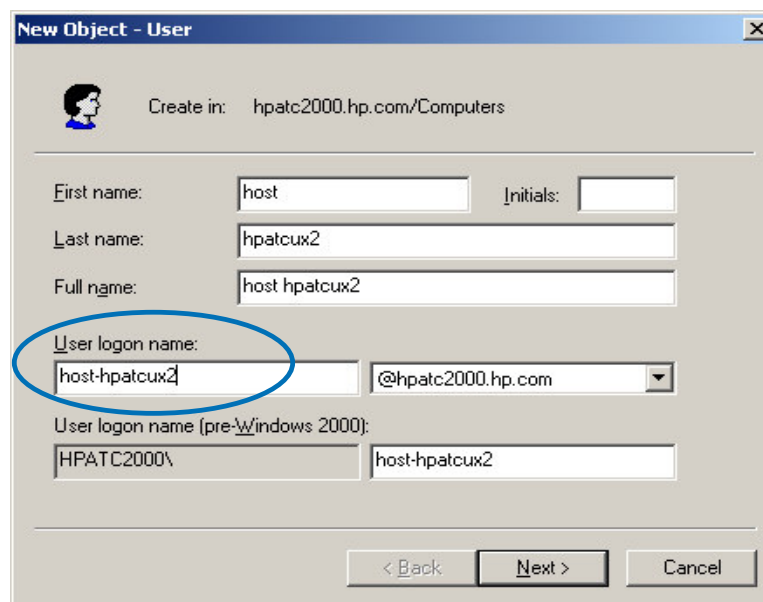 New Object - User
Create in: hpatc2000.hp.com/Computers
First name: host Initials:
Last name: hpatcux2
Full name: host hpatcux2
User logon name:
host-hpatcux2 @hpatc2000.hp.com
User logon name (pre-Windows 2000):
HPATC2000\ host-hpatcux2
< Back Next > Cancel